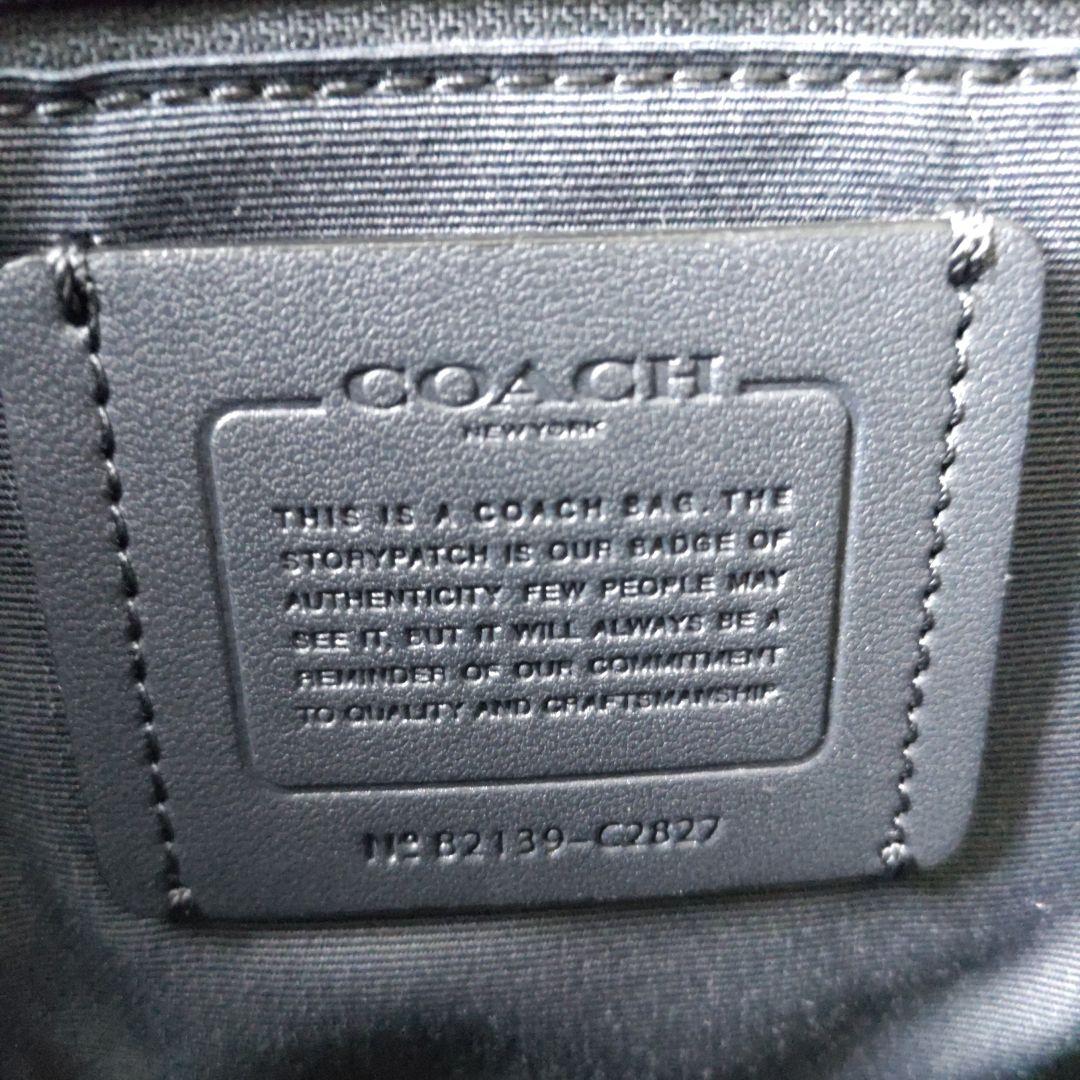 COACH
NEW YORK
THIS IS A COACH BAG. THE
STORYPATCH IS OUR BADGE OF
AUTHENTICITY. FEW PEOPLE MAY
SEE IT, BUT IT WILL ALWAYS BE A
REMINDER OF OUR COMMITMENT
TO QUALITY AND CRAFTSMANSHIP.
Nº B2139-C2827